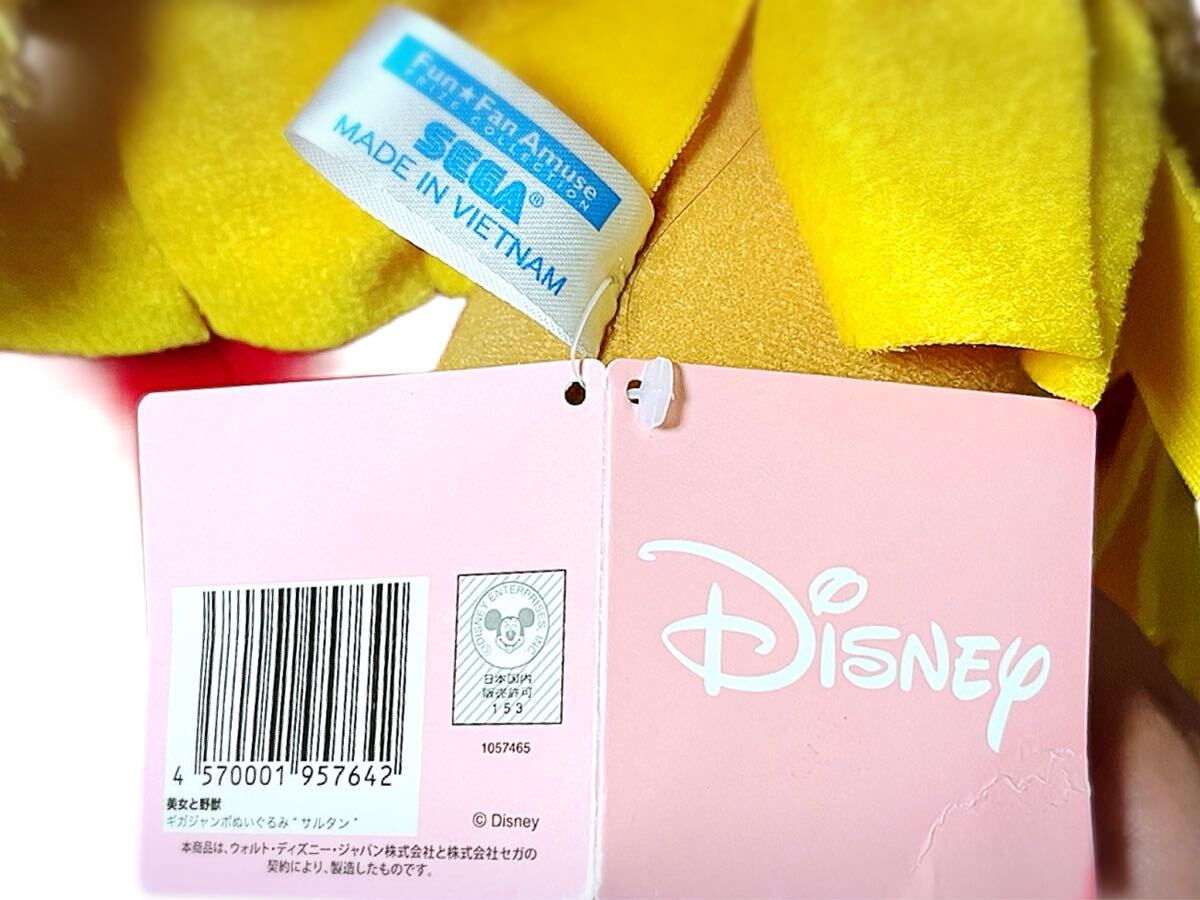 Fun★Fan Amuse
PRIZE COLLECTION
SEGA®
MADE IN VIETNAM
4 570001 957642
美女と野獣
ギガジャンボぬいぐるみ“サルタン”
©DISNEY ENTERPRISES, INC.
日本国内
販売許可
153
1057465
© Disney
本商品は、ウォルト・ディズニー・ジャパン株式会社と株式会社セガの
契約により、製造したものです。
Disney